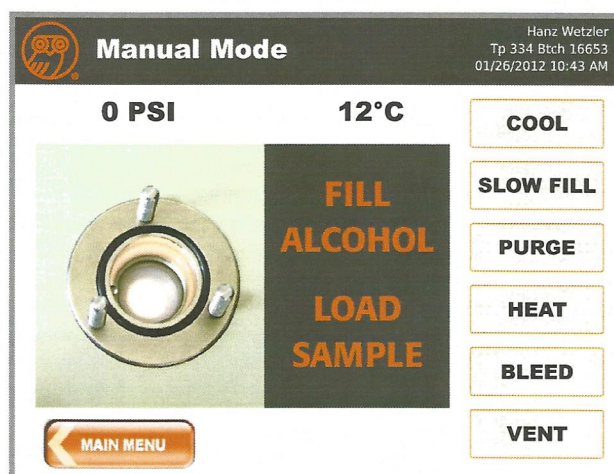 Manual Mode
Hanz Wetzler
Tp 334 Btch 16653
01/26/2012 10:43 AM
0 PSI
12°C
FILL
ALCOHOL
LOAD
SAMPLE
COOL
SLOW FILL
PURGE
HEAT
BLEED
VENT
MAIN MENU